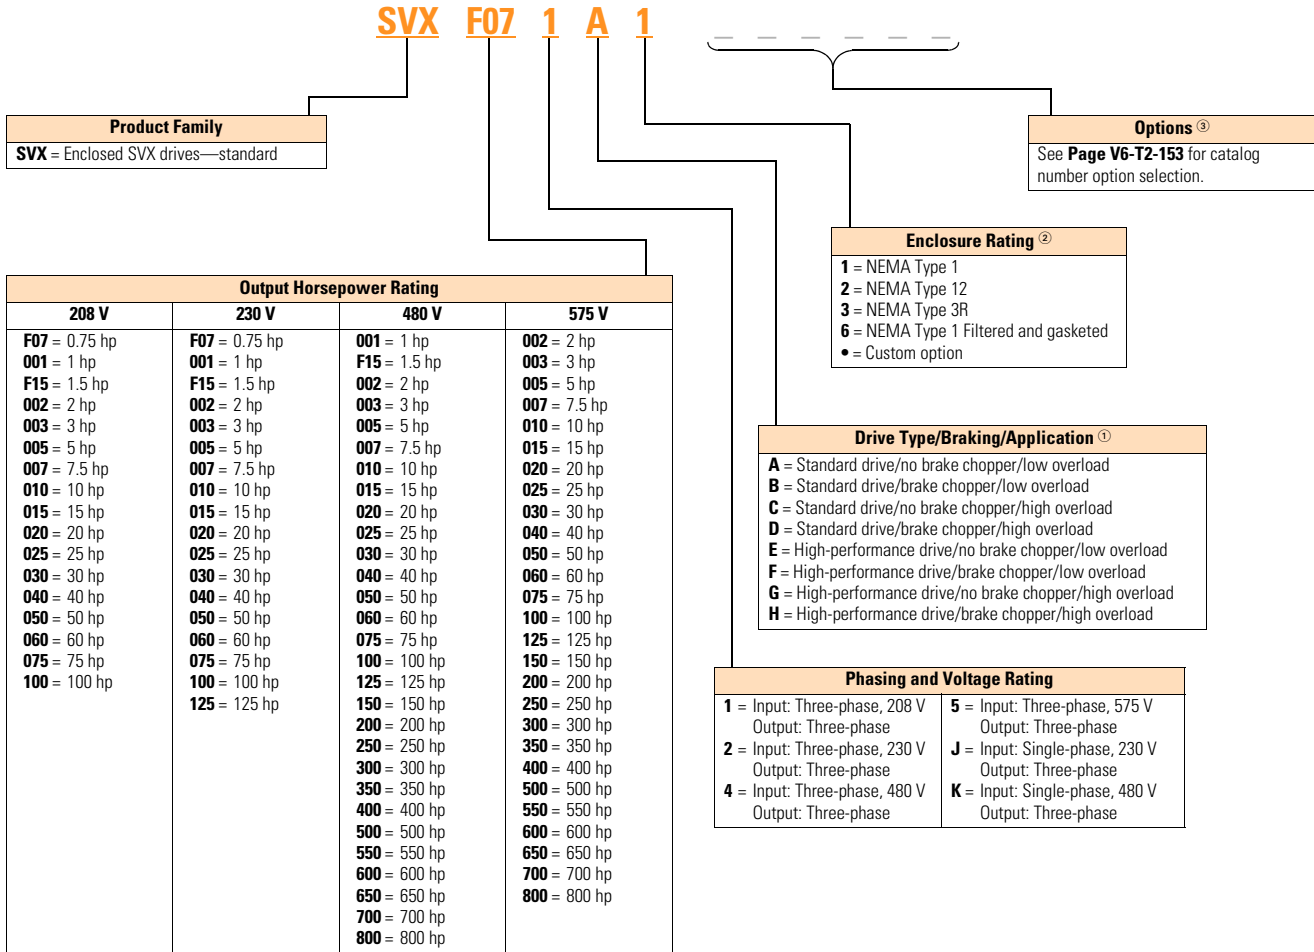 SVX F07 1 A 1 _ _ _ _ _ _
Product Family
SVX = Enclosed SVX drives—standard
Options ③
See Page V6-T2-153 for catalog
number option selection.
Enclosure Rating ②
1 = NEMA Type 1
2 = NEMA Type 12
3 = NEMA Type 3R
6 = NEMA Type 1 Filtered and gasketed
• = Custom option
Output Horsepower Rating
208 V
F07 = 0.75 hp
001 = 1 hp
F15 = 1.5 hp
002 = 2 hp
003 = 3 hp
005 = 5 hp
007 = 7.5 hp
010 = 10 hp
015 = 15 hp
020 = 20 hp
025 = 25 hp
030 = 30 hp
040 = 40 hp
050 = 50 hp
060 = 60 hp
075 = 75 hp
100 = 100 hp
230 V
F07 = 0.75 hp
001 = 1 hp
F15 = 1.5 hp
002 = 2 hp
003 = 3 hp
005 = 5 hp
007 = 7.5 hp
010 = 10 hp
015 = 15 hp
020 = 20 hp
025 = 25 hp
030 = 30 hp
040 = 40 hp
050 = 50 hp
060 = 60 hp
075 = 75 hp
100 = 100 hp
125 = 125 hp
480 V
001 = 1 hp
F15 = 1.5 hp
002 = 2 hp
003 = 3 hp
005 = 5 hp
007 = 7.5 hp
010 = 10 hp
015 = 15 hp
020 = 20 hp
025 = 25 hp
030 = 30 hp
040 = 40 hp
050 = 50 hp
060 = 60 hp
075 = 75 hp
100 = 100 hp
125 = 125 hp
150 = 150 hp
200 = 200 hp
250 = 250 hp
300 = 300 hp
350 = 350 hp
400 = 400 hp
500 = 500 hp
550 = 550 hp
600 = 600 hp
650 = 650 hp
700 = 700 hp
800 = 800 hp
575 V
002 = 2 hp
003 = 3 hp
005 = 5 hp
007 = 7.5 hp
010 = 10 hp
015 = 15 hp
020 = 20 hp
025 = 25 hp
030 = 30 hp
040 = 40 hp
050 = 50 hp
060 = 60 hp
075 = 75 hp
100 = 100 hp
125 = 125 hp
150 = 150 hp
200 = 200 hp
250 = 250 hp
300 = 300 hp
350 = 350 hp
400 = 400 hp
500 = 500 hp
550 = 550 hp
600 = 600 hp
650 = 650 hp
700 = 700 hp
800 = 800 hp
Drive Type/Braking/Application ①
A = Standard drive/no brake chopper/low overload
B = Standard drive/brake chopper/low overload
C = Standard drive/no brake chopper/high overload
D = Standard drive/brake chopper/high overload
E = High-performance drive/no brake chopper/low overload
F = High-performance drive/brake chopper/low overload
G = High-performance drive/no brake chopper/high overload
H = High-performance drive/brake chopper/high overload
Phasing and Voltage Rating
1 = Input: Three-phase, 208 V
Output: Three-phase
2 = Input: Three-phase, 230 V
Output: Three-phase
4 = Input: Three-phase, 480 V
Output: Three-phase
5 = Input: Three-phase, 575 V
Output: Three-phase
J = Input: Single-phase, 230 V
Output: Three-phase
K = Input: Single-phase, 480 V
Output: Three-phase